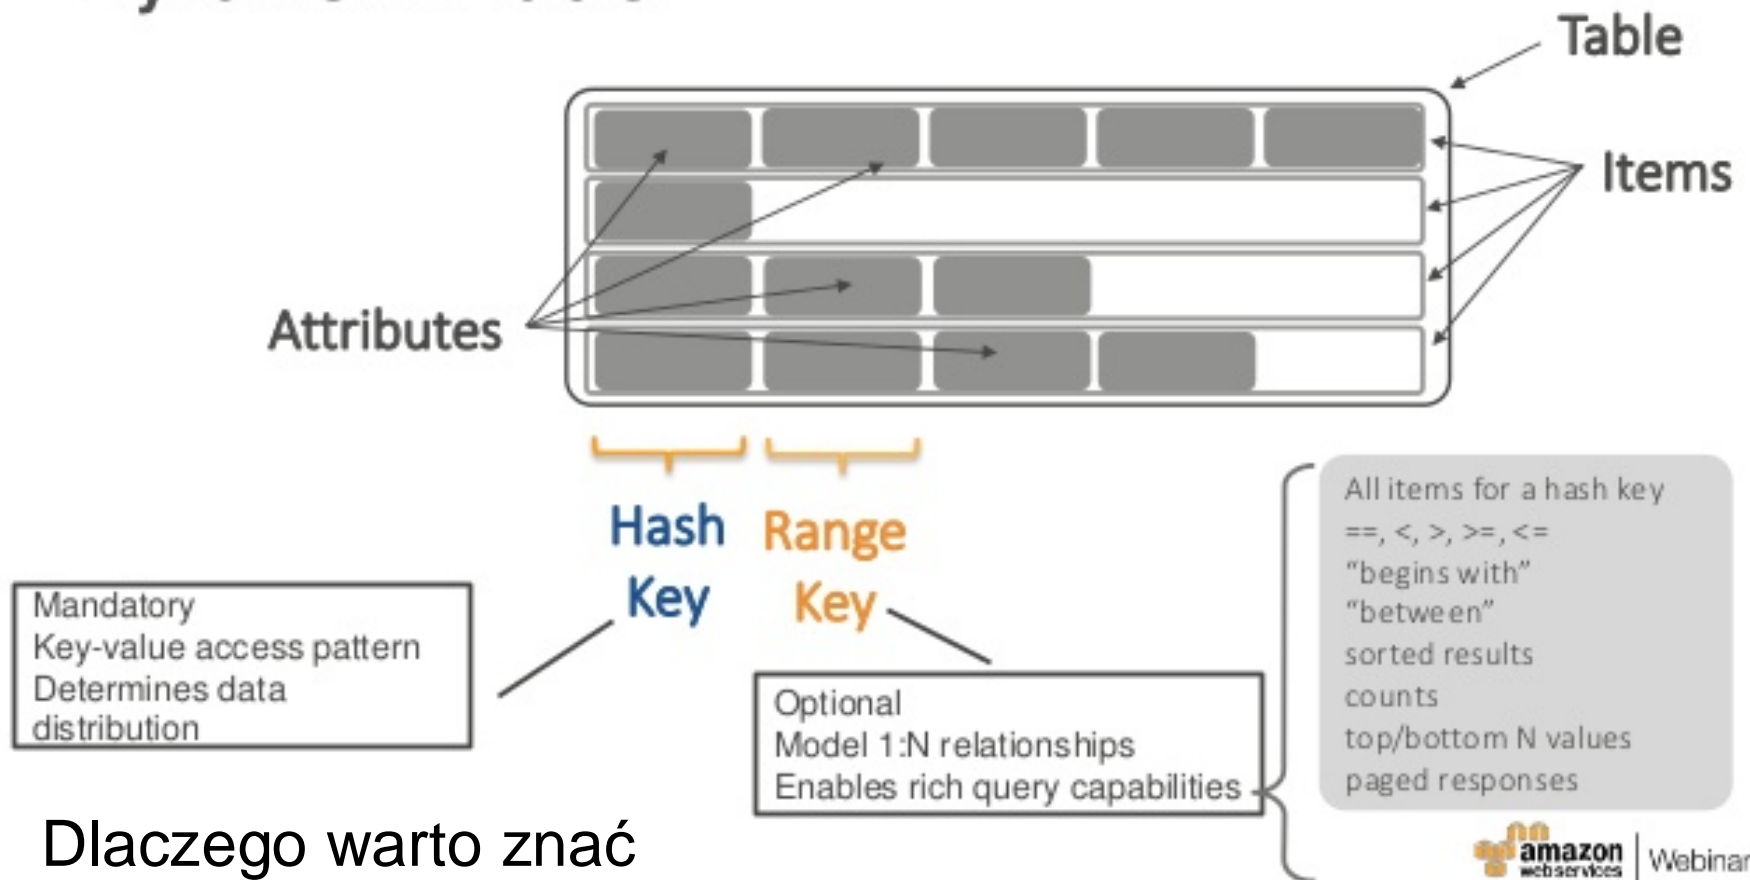 Table
Items
Attributes
Hash
Key
Range
Key
Mandatory
Key-value access pattern
Determines data
distribution
Optional
Model 1:N relationships
Enables rich query capabilities
All items for a hash key
==, <, >, >=, <=
“begins with”
“between”
sorted results
counts
top/bottom N values
paged responses
Dlaczego warto znać
amazon
webservices
Webinar